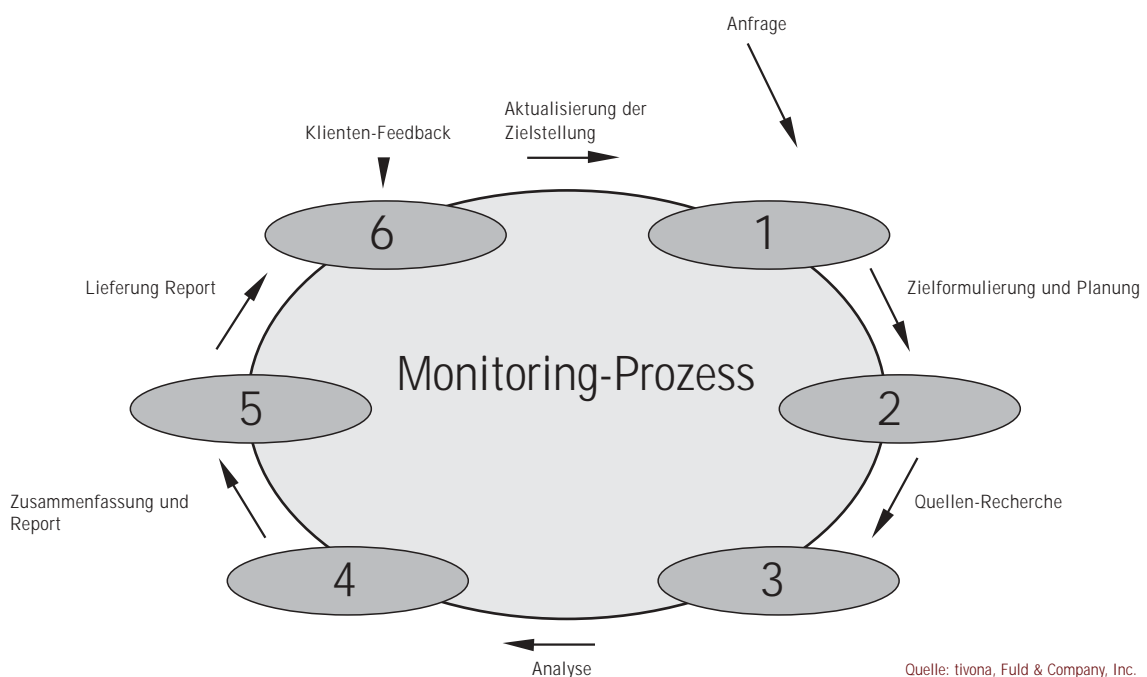 Anfrage
Aktualisierung der
Zielstellung
Klienten-Feedback
6
1
Lieferung Report
Zielformulierung und Planung
Monitoring-Prozess
5
2
Zusammenfassung und
Report
Quellen-Recherche
4
3
Analyse
Quelle: tivona, Fuld & Company, Inc.